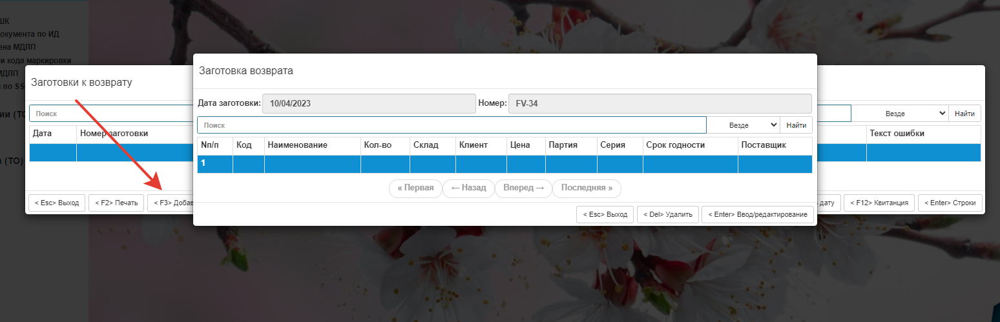 ШК
окумента по ИД
ена МДЛП
и кода маркировки
МДЛП
по SS
ии (ТО
а (ТО)
Заготовки к возврату
Поиск
Дата Номер заготовки
< Esc> Выход < F2> Печать < F3> Добав
Заготовка возврата
Дата заготовки: 10/04/2023 Номер: FV-34
Поиск Везде Найти
Nп/п Код Наименование Кол-во Склад Клиент Цена Партия Серия Срок годности Поставщик
1
« Первая ← Назад Вперед → Последняя »
< Esc> Выход < Del> Удалить < Enter> Ввод/редактирование
Везде Найти
Текст ошибки
дату < F12> Квитанция < Enter> Строки